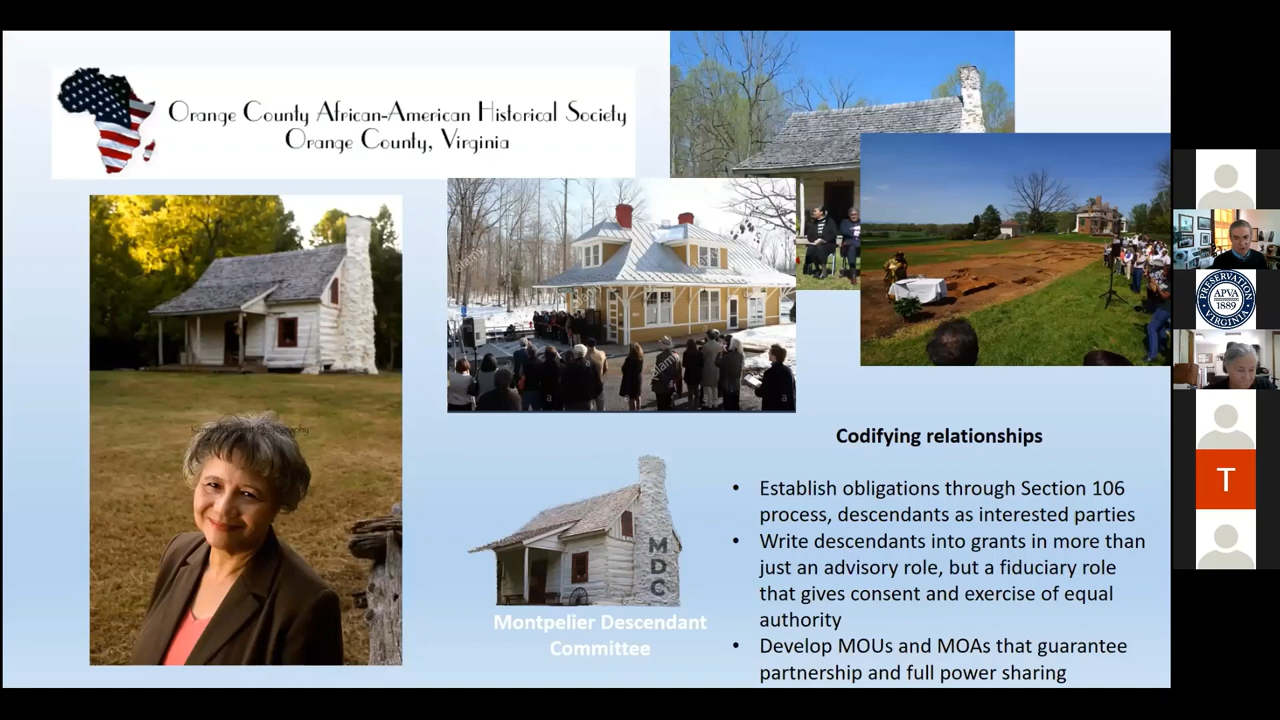 Orange County African-American Historical Society
Orange County, Virginia
alamy
a
a
MDC
Montpelier Descendant
Committee
Codifying relationships
• Establish obligations through Section 106
process, descendants as interested parties
• Write descendants into grants in more than
just an advisory role, but a fiduciary role
that gives consent and exercise of equal
authority
• Develop MOUs and MOAs that guarantee
partnership and full power sharing
PRESERVATION
APVA
1889
VIRGINIA
T